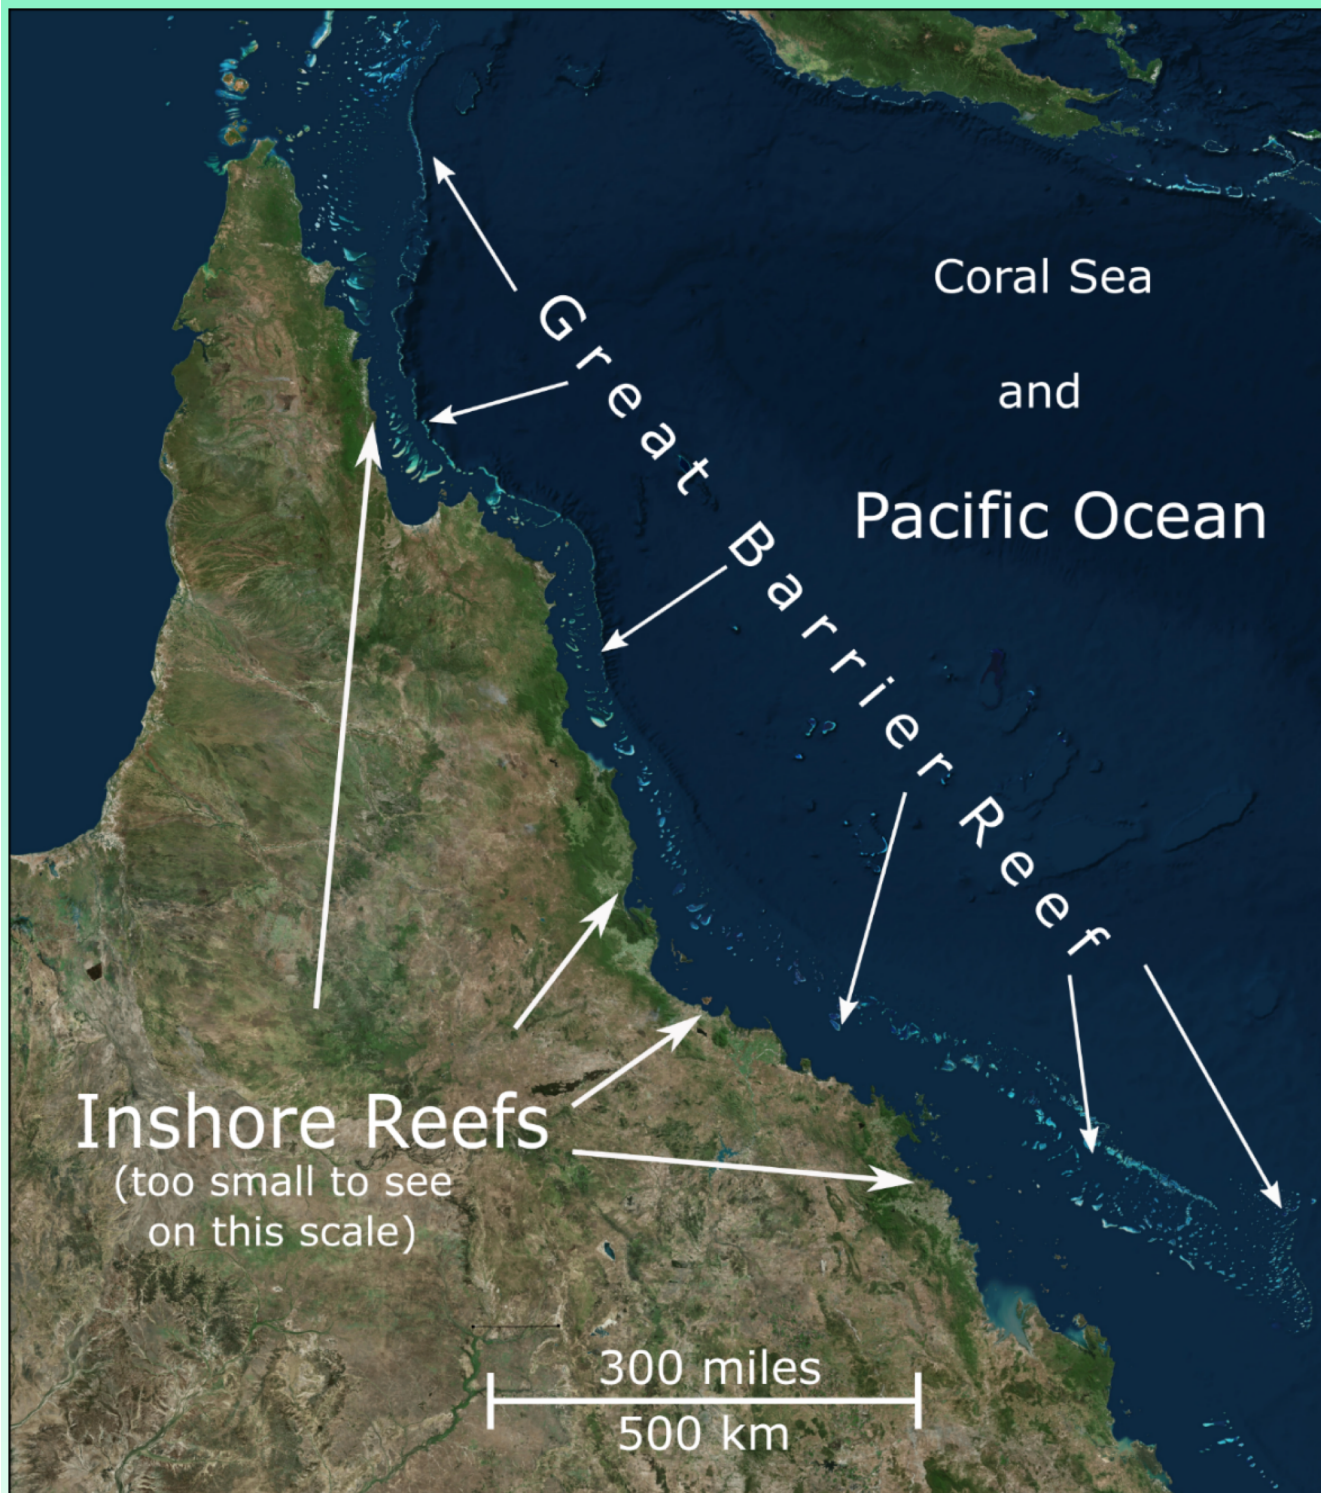 Coral Sea
and
Pacific Ocean
Great Barrier Reef
Inshore Reefs
(too small to see
on this scale)
300 miles
500 km